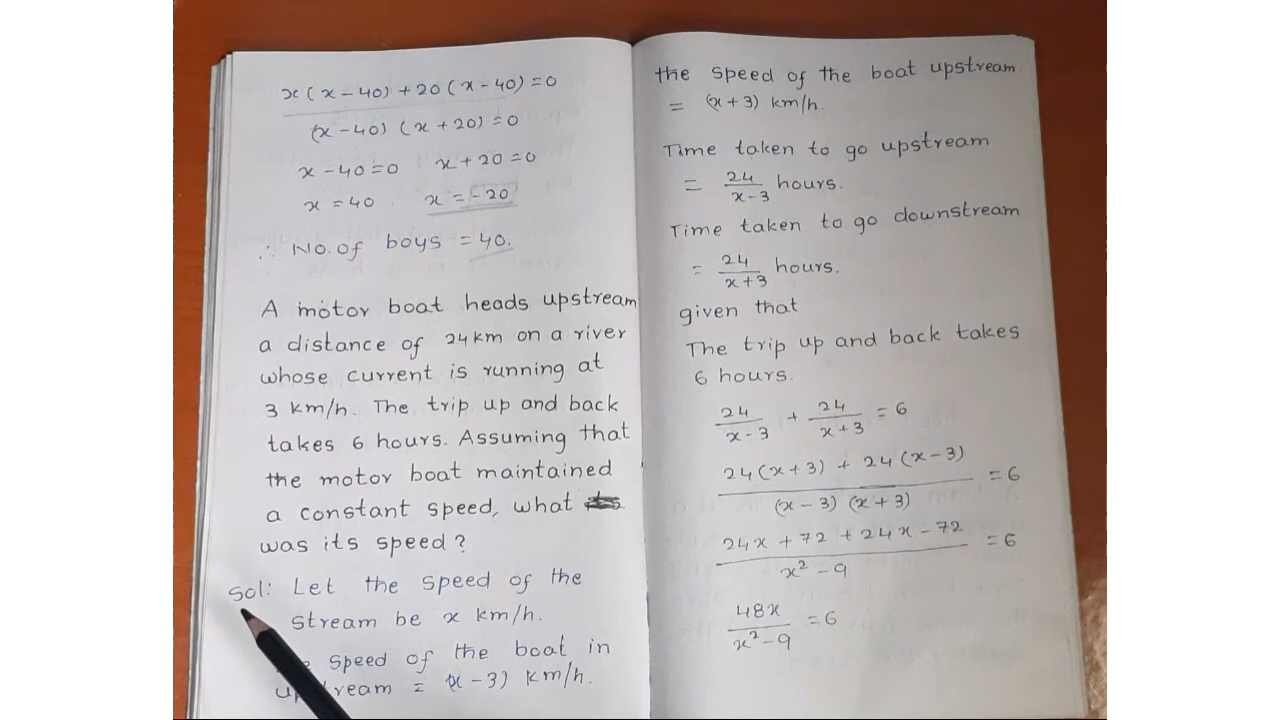 x(x-40)+20(x-40)=0
(x-40)(x+20)=0
x-40=0 x+20=0
x=40 x=-20
∴ No.of boys = 40.
A motor boat heads upstream
a distance of 24km on a river
whose current is running at
3 km/h. The trip up and back
takes 6 hours. Assuming that
the motor boat maintained
a constant speed, what
was its speed?
Sol: Let the speed of the
stream be x km/h.
speed of the boat in
upstream = (x-3) km/h.
the speed of the boat upstream
= (x+3) km/h.
Time taken to go upstream
= 24/x-3 hours.
Time taken to go downstream
= 24/x+3 hours.
given that
The trip up and back takes
6 hours.
24/x-3 + 24/x+3 = 6
24(x+3)+24(x-3)/(x-3)(x+3) = 6
24x+72+24x-72/x²-9 = 6
48x/x²-9 = 6